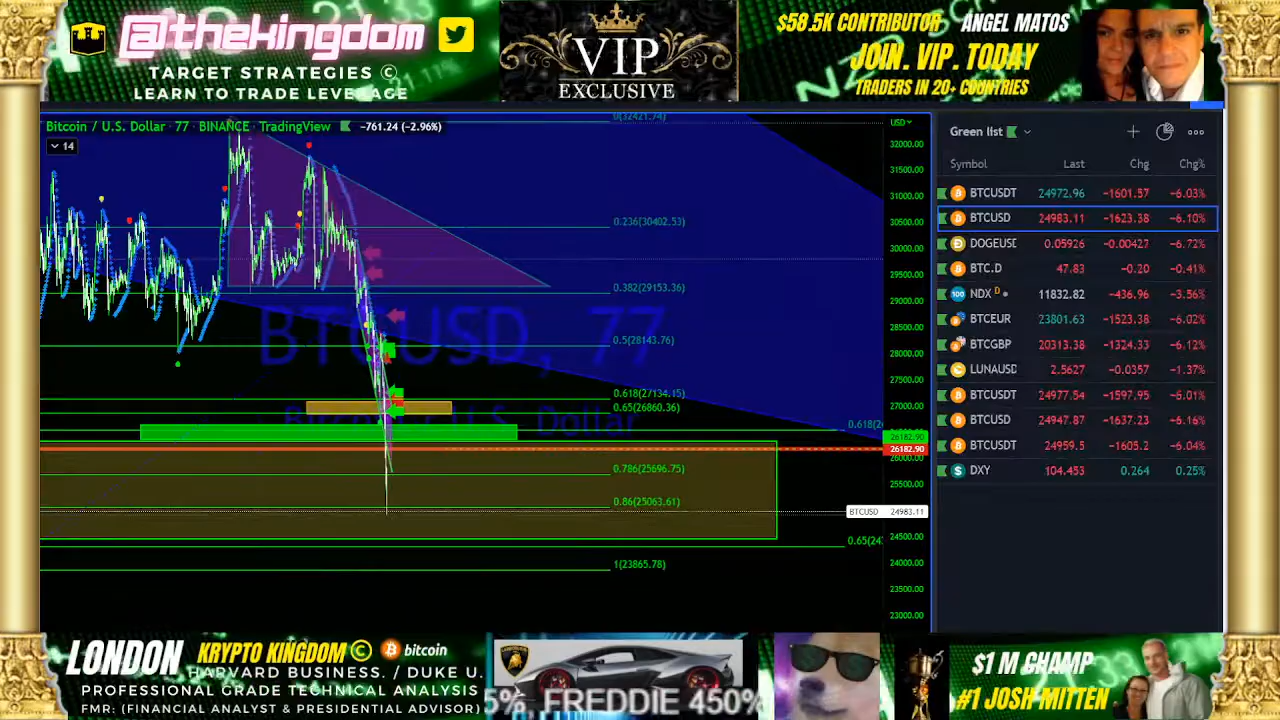 @thekingdom
TARGET STRATEGIES ©
LEARN TO TRADE LEVERAGE
VIP
EXCLUSIVE
$58.5K CONTRIBUTOR ANGEL MATOS
JOIN. VIP. TODAY
TRADERS IN 20+ COUNTRIES
Bitcoin / U.S. Dollar · 77 · BINANCE · TradingView −761.24 (−2.96%)
14
USD
0(32421.74)
0.236(30402.53)
0.382(29153.36)
0.5(28143.76)
0.618(27134.15)
0.65(26860.36)
0.786(25696.75)
0.86(25063.61)
1(23865.78)
BTCUSD, 77
Bitcoin / U.S. Dollar
32000.00
31000.00
30500.00
30000.00
29500.00
29000.00
28500.00
28000.00
27500.00
27000.00
26182.90
26182.90
26000.00
25500.00
BTCUSD 24983.11
24500.00
24000.00
23500.00
23000.00
Green list
Symbol Last Chg Chg%
BTCUSDT 24972.96 −1601.57 −6.03%
BTCUSD 24983.11 −1623.38 −6.10%
DOGEUSD 0.05926 −0.00427 −6.72%
BTC.D 47.83 −0.20 −0.41%
NDX D 11832.82 −436.96 −3.56%
BTCEUR 23801.63 −1523.38 −6.02%
BTCGBP 20313.38 −1324.33 −6.12%
LUNAUSD 2.5627 −0.0357 −1.37%
BTCUSDT 24977.54 −1597.95 −6.01%
BTCUSD 24947.87 −1637.23 −6.16%
BTCUSDT 24959.5 −1605.2 −6.04%
DXY 104.453 0.264 0.25%
LONDON KRYPTO KINGDOM © bitcoin
HARVARD BUSINESS. / DUKE U.
PROFESSIONAL GRADE TECHNICAL ANALYSIS
FMR: (FINANCIAL ANALYST & PRESIDENTIAL ADVISOR)
5% FREDDIE 450%
$1 M CHAMP
#1 JOSH MITTEN